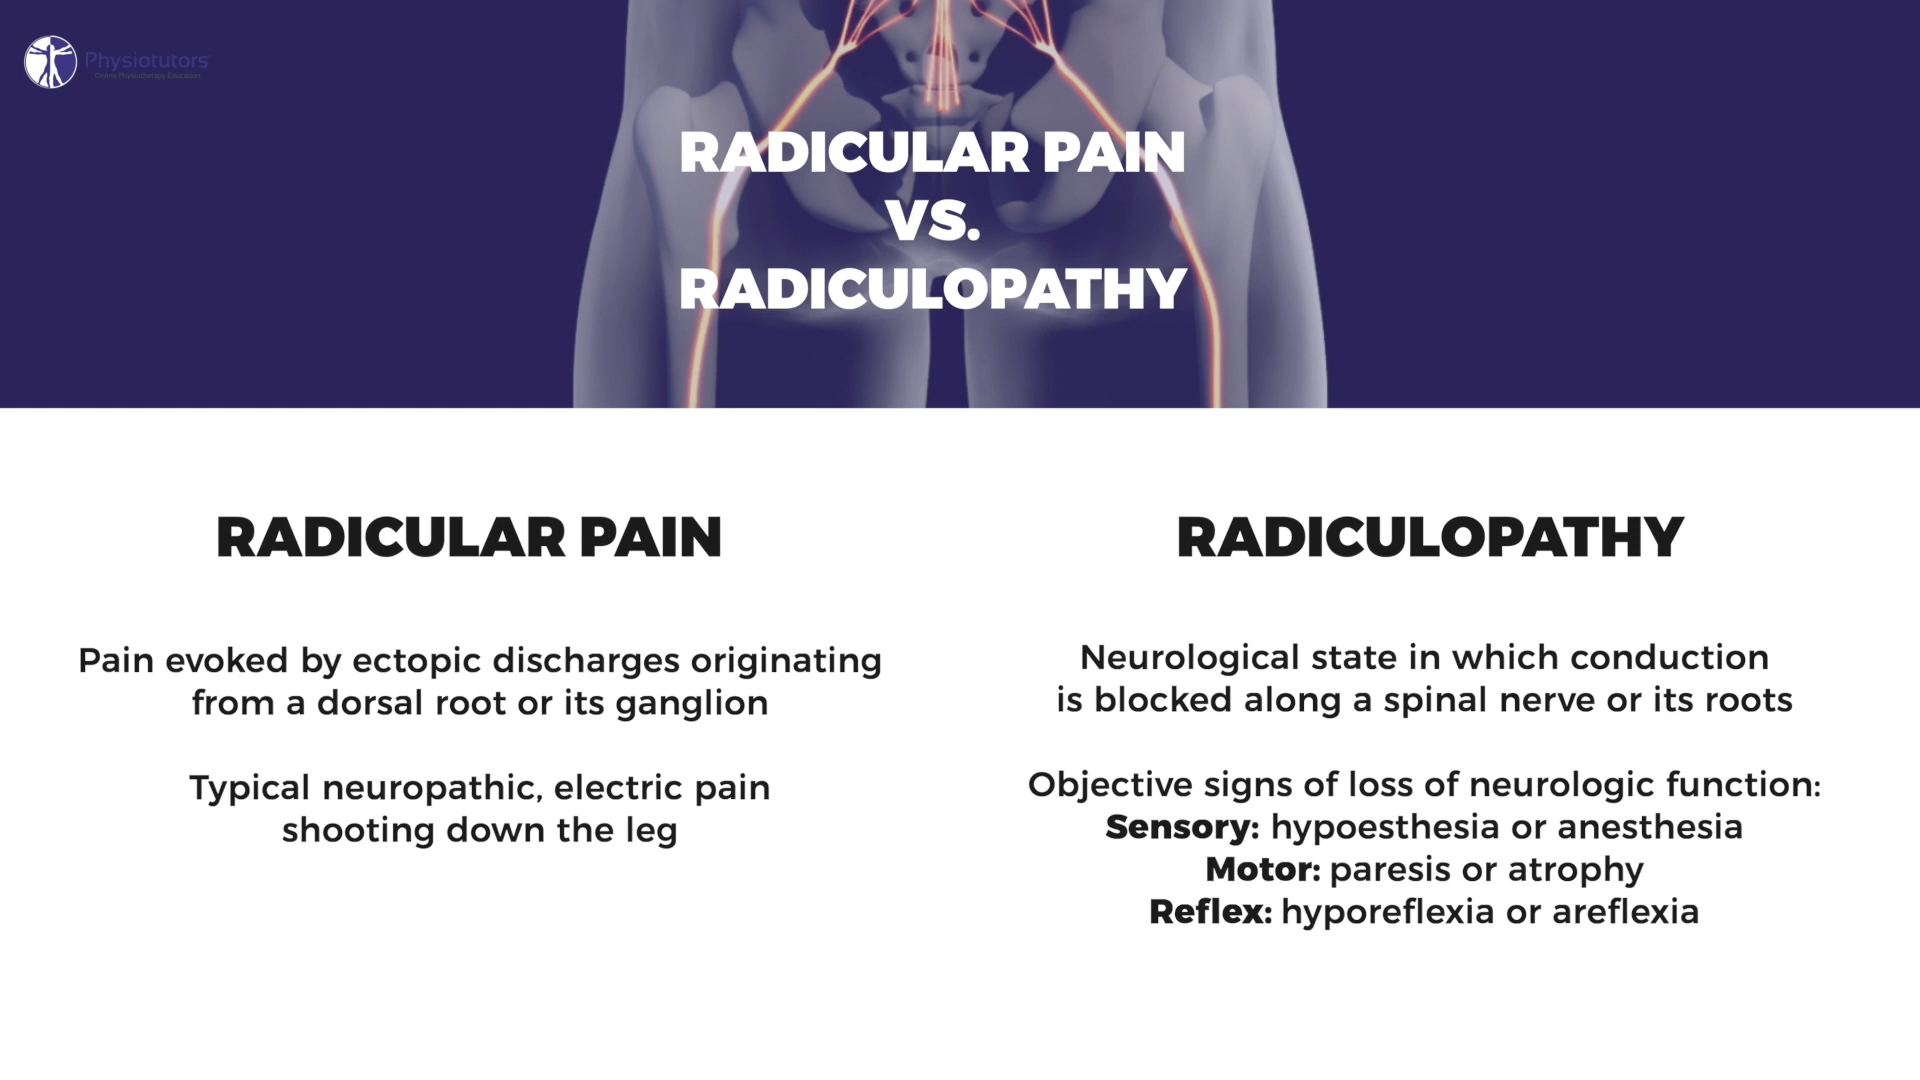 Physiotutors
Online Physiotherapy Education
RADICULAR PAIN
VS.
RADICULOPATHY
RADICULAR PAIN
Pain evoked by ectopic discharges originating
from a dorsal root or its ganglion
Typical neuropathic, electric pain
shooting down the leg
RADICULOPATHY
Neurological state in which conduction
is blocked along a spinal nerve or its roots
Objective signs of loss of neurologic function:
Sensory: hypoesthesia or anesthesia
Motor: paresis or atrophy
Reflex: hyporeflexia or areflexia